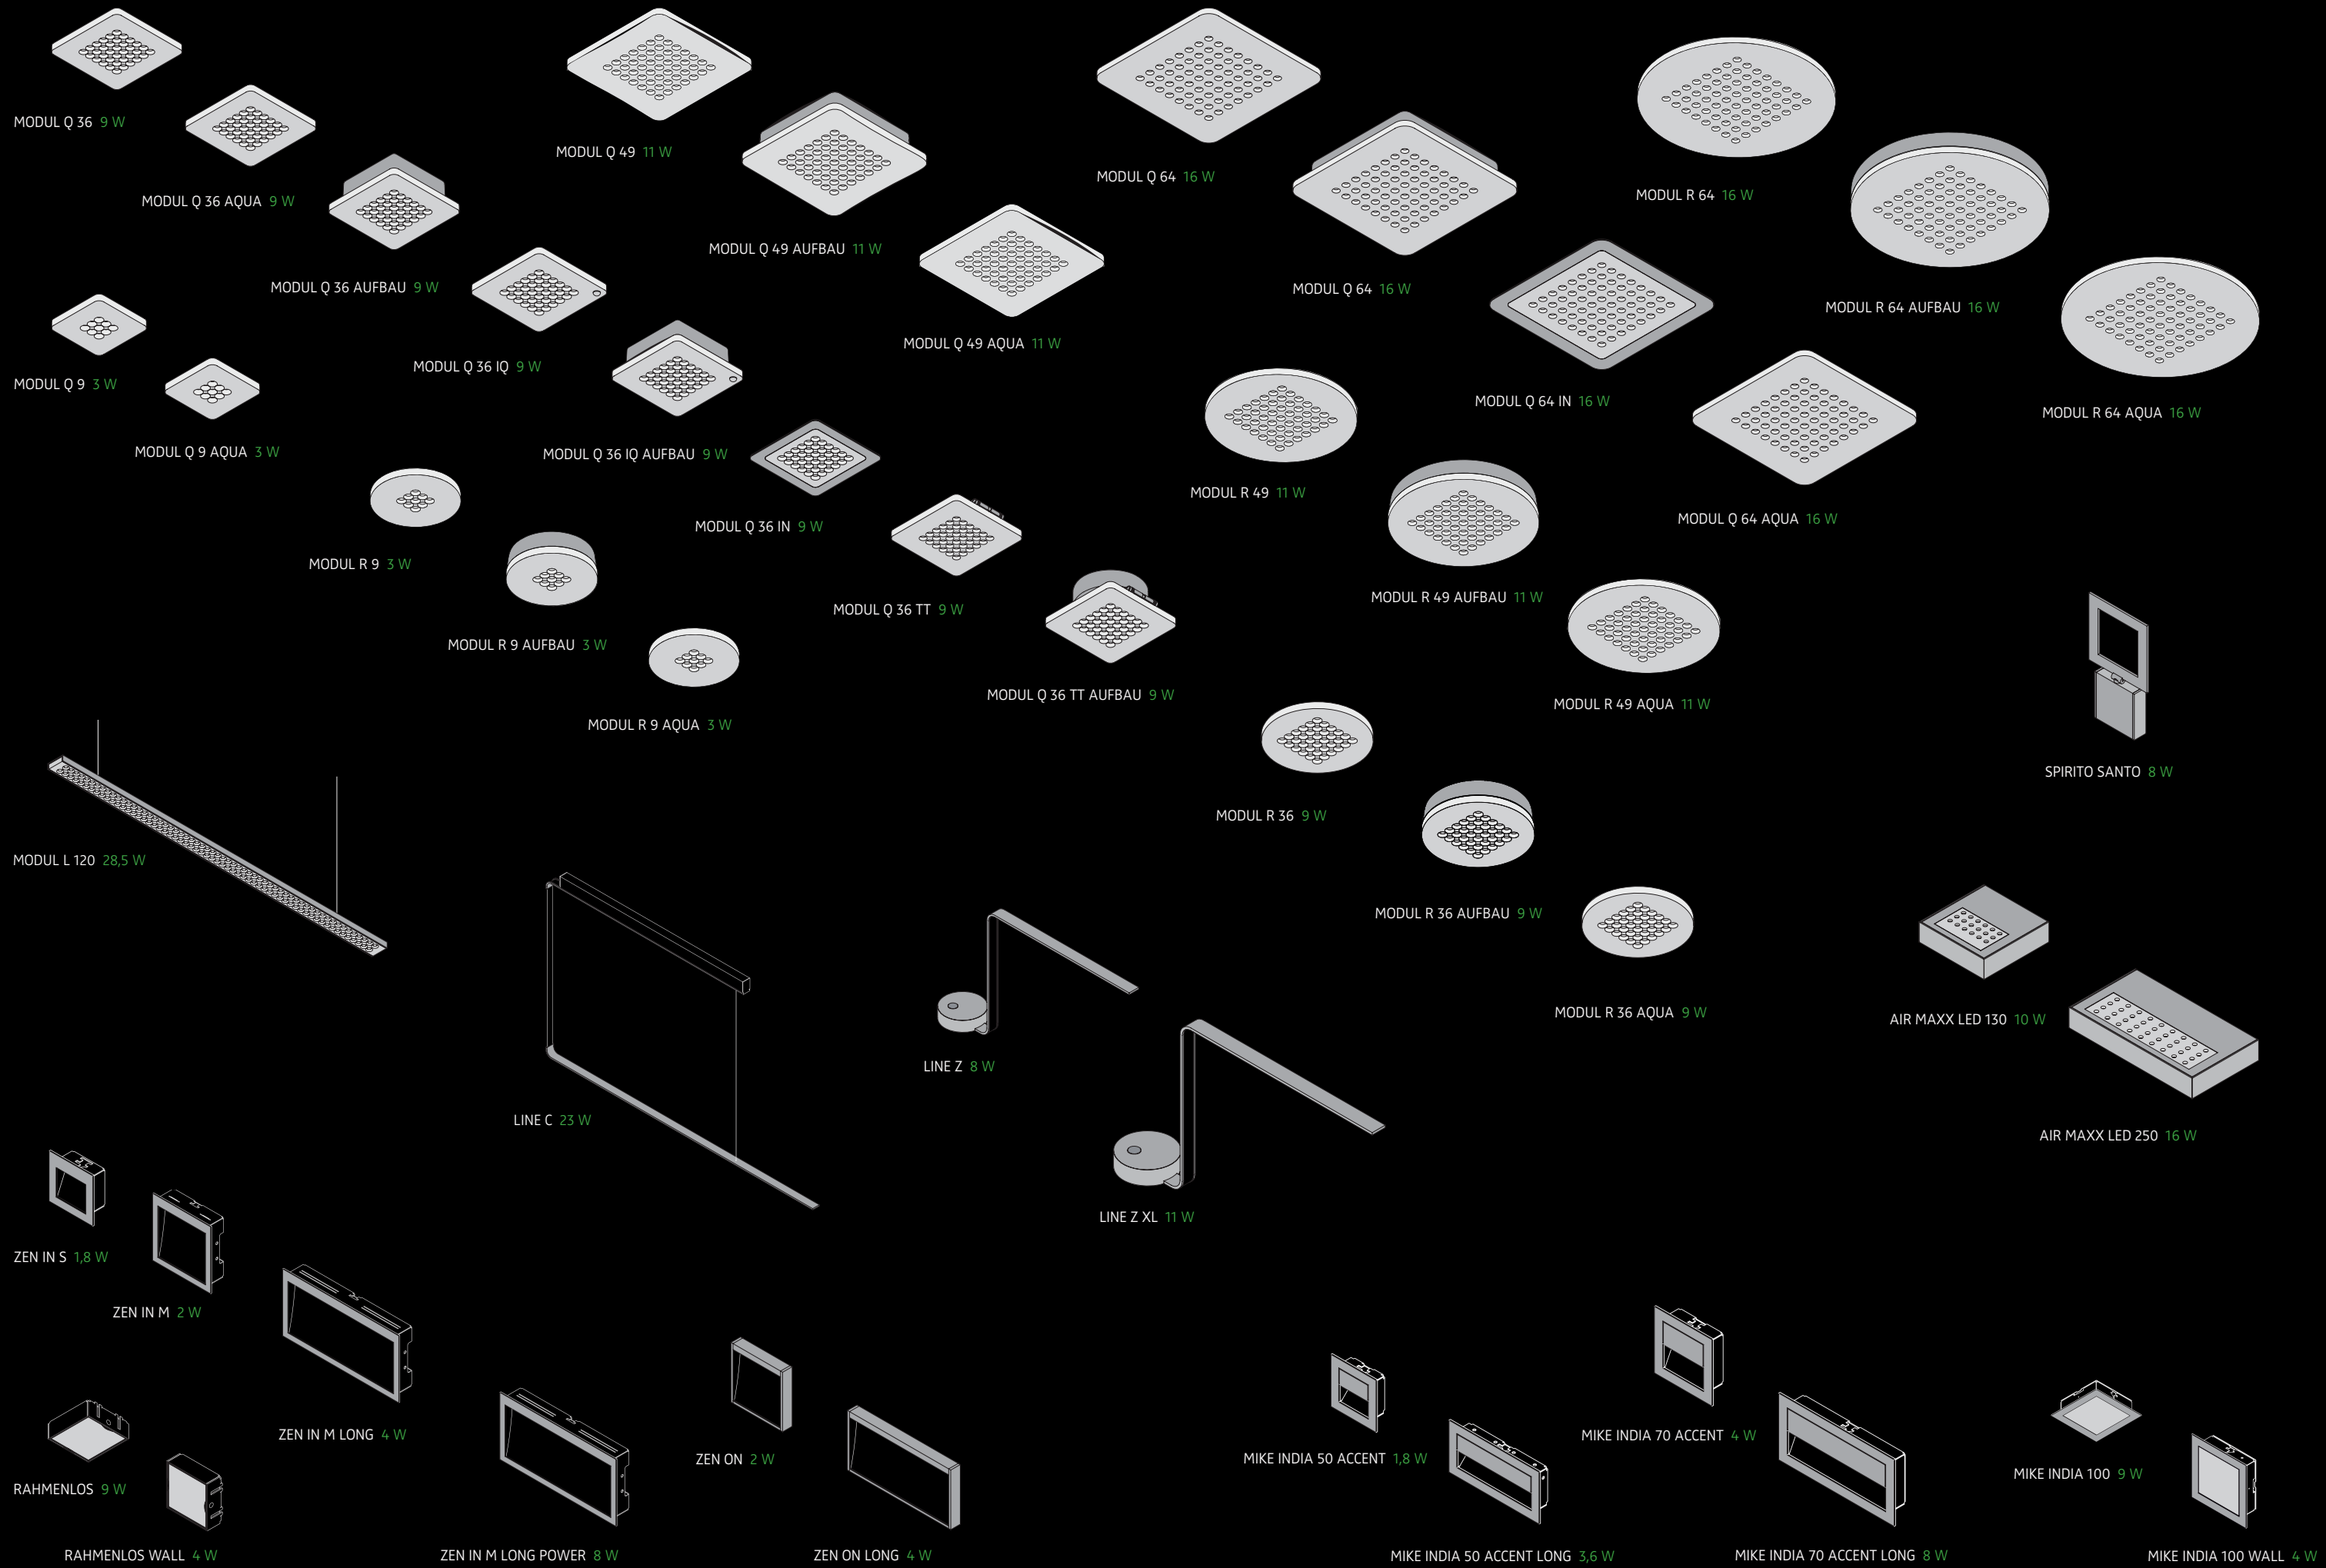 MODUL Q 36 9 W
MODUL Q 36 AQUA 9 W
MODUL Q 36 AUFBAU 9 W
MODUL Q 36 IQ 9 W
MODUL Q 36 IQ AUFBAU 9 W
MODUL Q 36 IN 9 W
MODUL Q 36 TT 9 W
MODUL Q 36 TT AUFBAU 9 W
MODUL Q 49 11 W
MODUL Q 49 AUFBAU 11 W
MODUL Q 49 AQUA 11 W
MODUL Q 64 16 W
MODUL Q 64 16 W
MODUL Q 64 IN 16 W
MODUL Q 64 AQUA 16 W
MODUL R 64 16 W
MODUL R 64 AUFBAU 16 W
MODUL R 64 AQUA 16 W
MODUL Q 9 3 W
MODUL Q 9 AQUA 3 W
MODUL R 9 3 W
MODUL R 9 AUFBAU 3 W
MODUL R 9 AQUA 3 W
MODUL R 49 11 W
MODUL R 49 AUFBAU 11 W
MODUL R 49 AQUA 11 W
MODUL R 36 9 W
MODUL R 36 AUFBAU 9 W
MODUL R 36 AQUA 9 W
SPIRITO SANTO 8 W
MODUL L 120 28,5 W
LINE C 23 W
LINE Z 8 W
LINE Z XL 11 W
AIR MAXX LED 130 10 W
AIR MAXX LED 250 16 W
ZEN IN S 1,8 W
ZEN IN M 2 W
ZEN IN M LONG 4 W
ZEN IN M LONG POWER 8 W
ZEN ON 2 W
ZEN ON LONG 4 W
RAHMENLOS 9 W
RAHMENLOS WALL 4 W
MIKE INDIA 50 ACCENT 1,8 W
MIKE INDIA 50 ACCENT LONG 3,6 W
MIKE INDIA 70 ACCENT 4 W
MIKE INDIA 70 ACCENT LONG 8 W
MIKE INDIA 100 9 W
MIKE INDIA 100 WALL 4 W